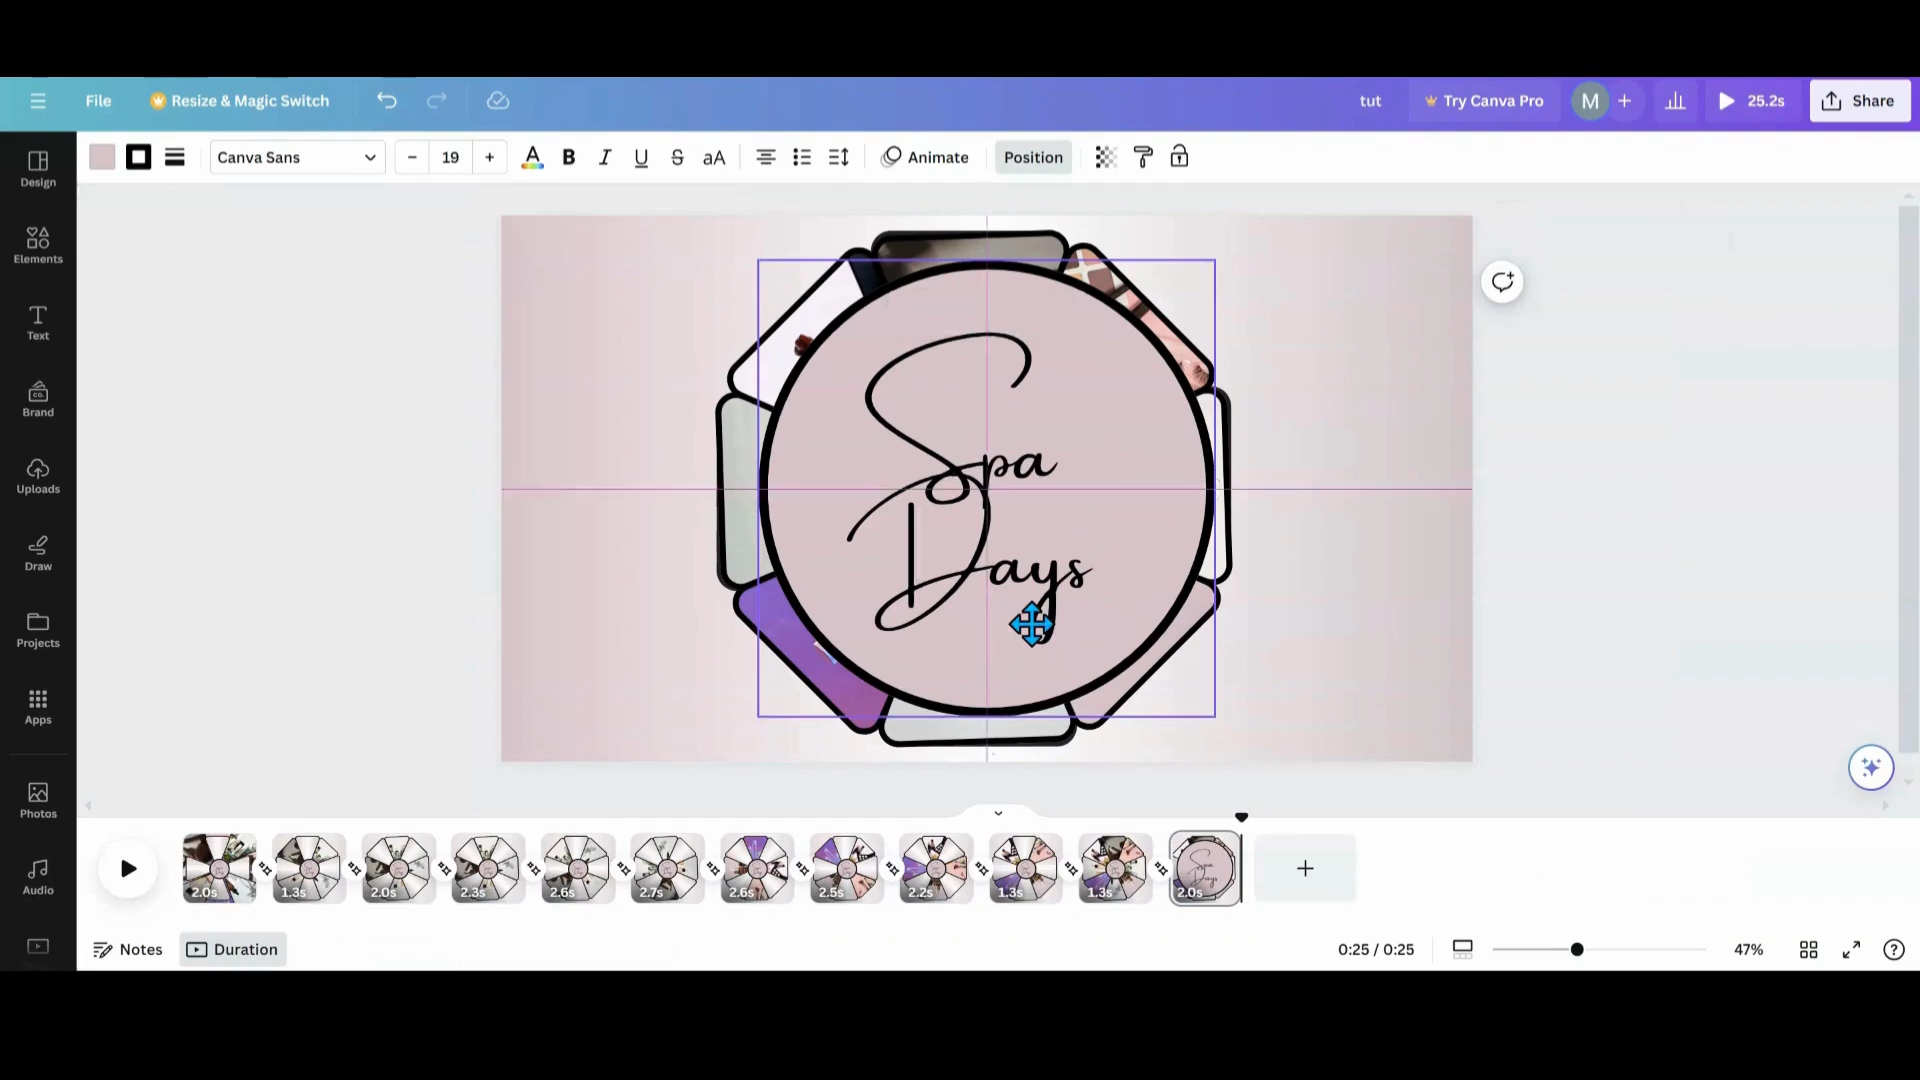 File
Resize & Magic Switch
tut
Try Canva Pro
M
25.2s
Share
Canva Sans
19
A
B
I
U
S
aA
Animate
Position
Design
Elements
Text
CO.
Brand
Uploads
Draw
Projects
Apps
Photos
Audio
Spa
Days
2.0s
1.3s
2.0s
2.3s
2.6s
2.7s
2.6s
2.5s
2.2s
1.3s
1.3s
2.0s
Notes
Duration
0:25 / 0:25
47%